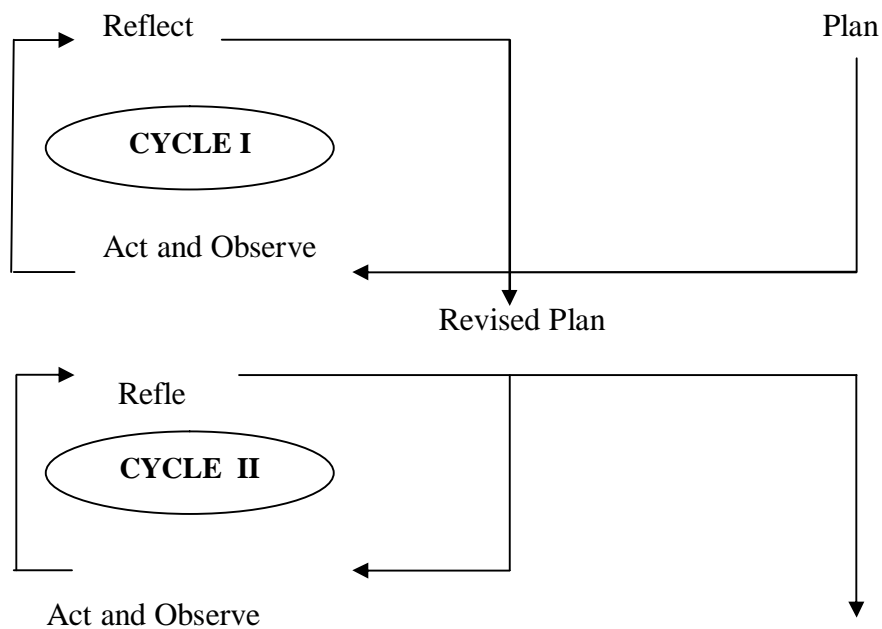 Reflect Plan
CYCLE I
Act and Observe
Revised Plan
Refle
CYCLE II
Act and Observe